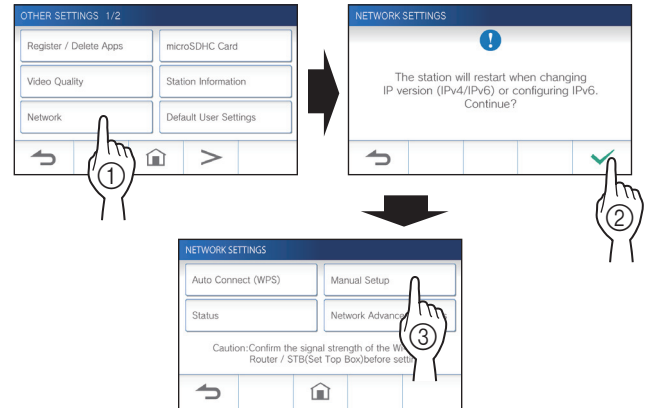 OTHER SETTINGS 1/2
Register / Delete Apps
microSDHC Card
Video Quality
Station Information
Network
Default User Settings
1
NETWORK SETTINGS
!
The station will restart when changing
IP version (IPv4/IPv6) or configuring IPv6.
Continue?
2
NETWORK SETTINGS
Auto Connect (WPS)
Manual Setup
Status
Network Advance
3
Caution:Confirm the signal strength of the
Router / STB(Set Top Box)before